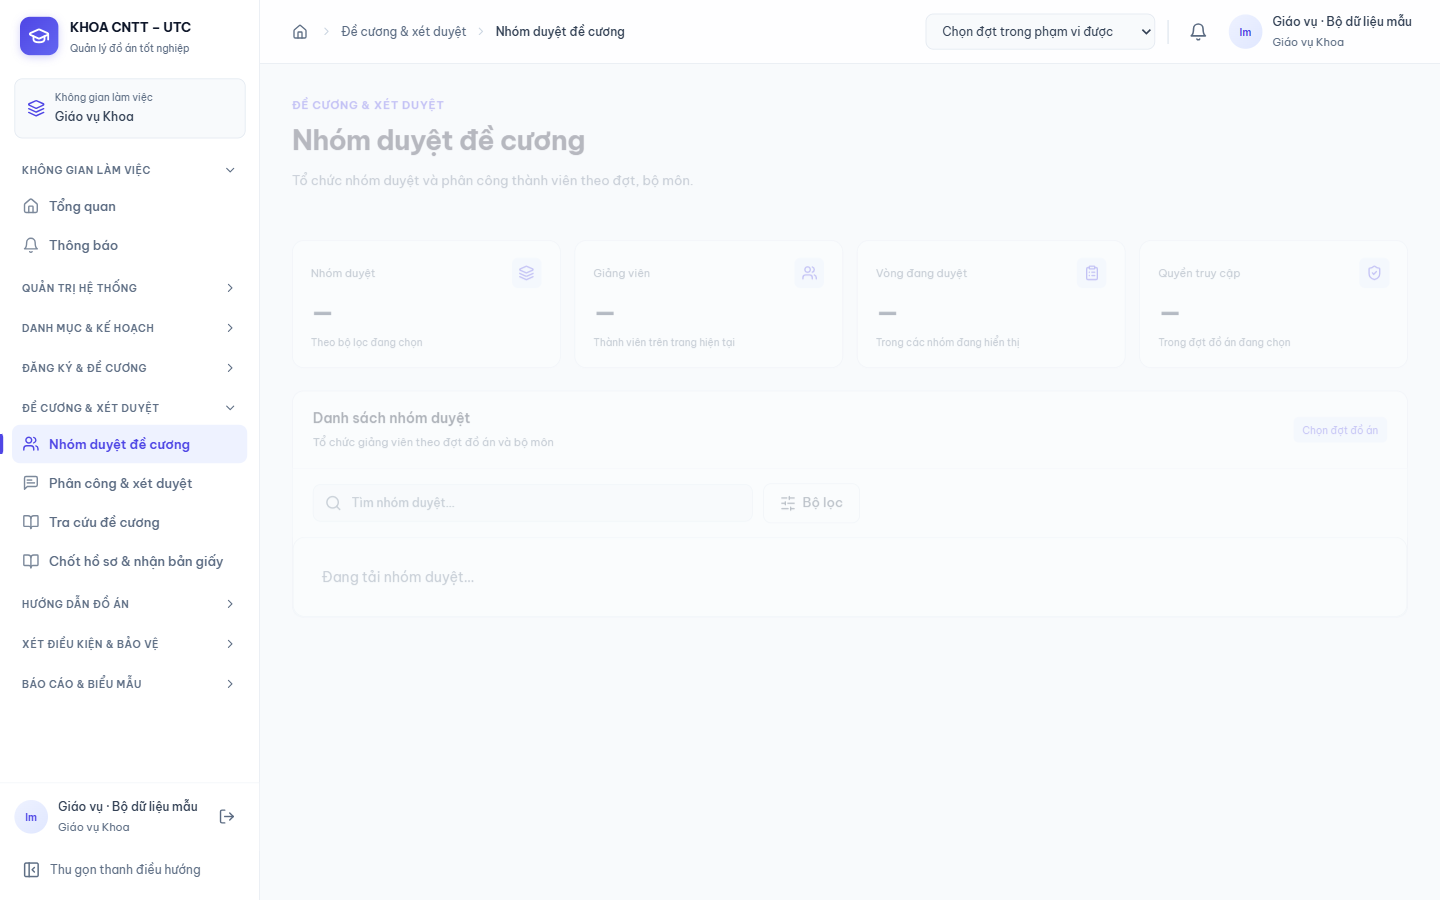 KHOA CNTT – UTC
Quản lý đồ án tốt nghiệp
Không gian làm việc
Giáo vụ Khoa
KHÔNG GIAN LÀM VIỆC
Tổng quan
Thông báo
QUẢN TRỊ HỆ THỐNG
DANH MỤC & KẾ HOẠCH
ĐĂNG KÝ & ĐỀ CƯƠNG
ĐỀ CƯƠNG & XÉT DUYỆT
Nhóm duyệt đề cương
Phân công & xét duyệt
Tra cứu đề cương
Chốt hồ sơ & nhận bản giấy
HƯỚNG DẪN ĐỒ ÁN
XÉT ĐIỀU KIỆN & BẢO VỆ
BÁO CÁO & BIỂU MẪU
Im
Giáo vụ · Bộ dữ liệu mẫu
Giáo vụ Khoa
Thu gọn thanh điều hướng
Đề cương & xét duyệt
Nhóm duyệt đề cương
Chọn đợt trong phạm vi được
Im
Giáo vụ · Bộ dữ liệu mẫu
Giáo vụ Khoa
ĐỀ CƯƠNG & XÉT DUYỆT
Nhóm duyệt đề cương
Tổ chức nhóm duyệt và phân công thành viên theo đợt, bộ môn.
Nhóm duyệt
—
Theo bộ lọc đang chọn
Giảng viên
—
Thành viên trên trang hiện tại
Vòng đang duyệt
—
Trong các nhóm đang hiển thị
Quyền truy cập
—
Trong đợt đồ án đang chọn
Danh sách nhóm duyệt
Tổ chức giảng viên theo đợt đồ án và bộ môn
Chọn đợt đồ án
Tìm nhóm duyệt...
Bộ lọc
Đang tải nhóm duyệt...